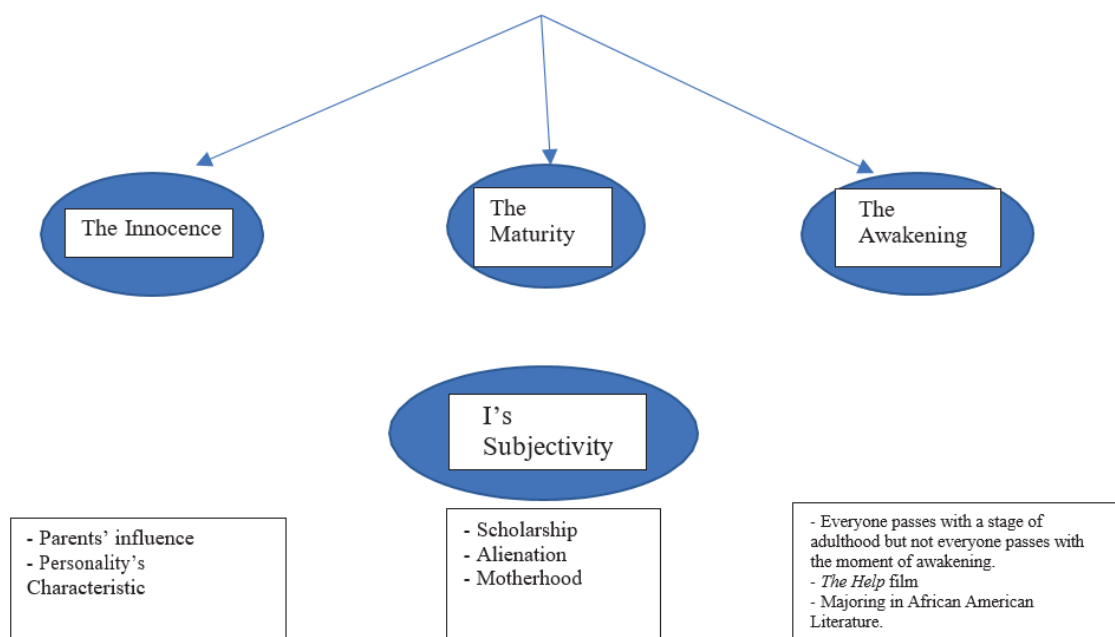 The Innocence
The
Maturity
The
Awakening
I’s
Subjectivity
- Parents’ influence
- Personality’s
Characteristic
- Scholarship
- Alienation
- Motherhood
- Everyone passes with a stage of
adulthood but not everyone passes with
the moment of awakening.
- The Help film
- Majoring in African American
Literature.